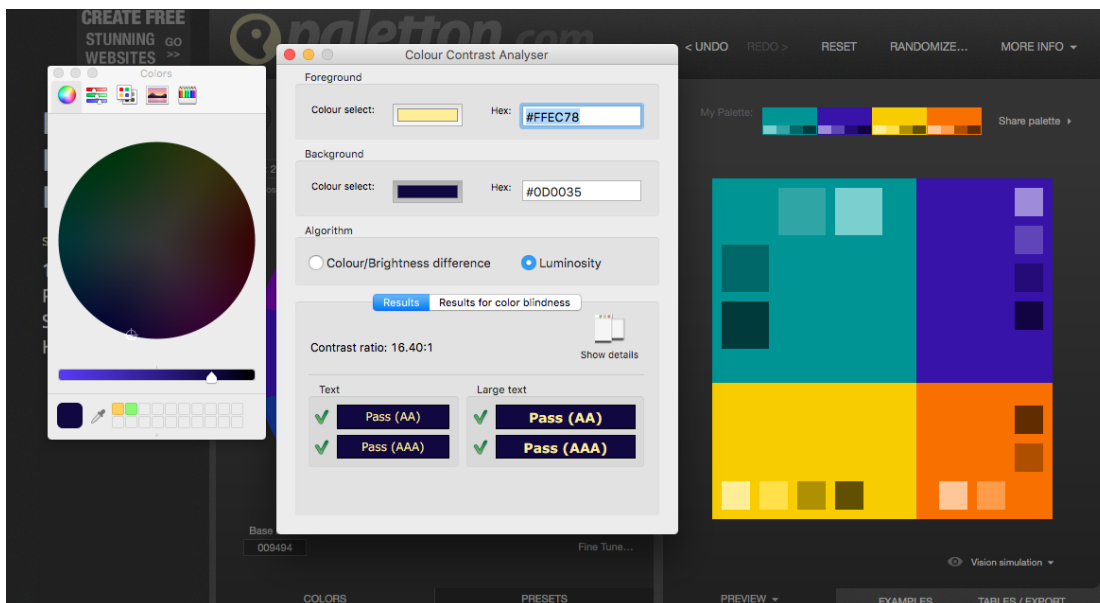 CREATE FREE
STUNNING GO
WEBSITES >>
paletton.com
< UNDO REDO > RESET RANDOMIZE... MORE INFO
Colors
Colour Contrast Analyser
Foreground
Colour select: Hex: #FFEC78
Background
Colour select: Hex: #0D0035
Algorithm
Colour/Brightness difference Luminosity
Results Results for color blindness
Contrast ratio: 16.40:1
Show details
Text Large text
Pass (AA) Pass (AA)
Pass (AAA) Pass (AAA)
My Palette: Share palette
Base
009494 Fine Tune...
Vision simulation
COLORS PRESETS PREVIEW EXAMPLES TABLES / EXPORT